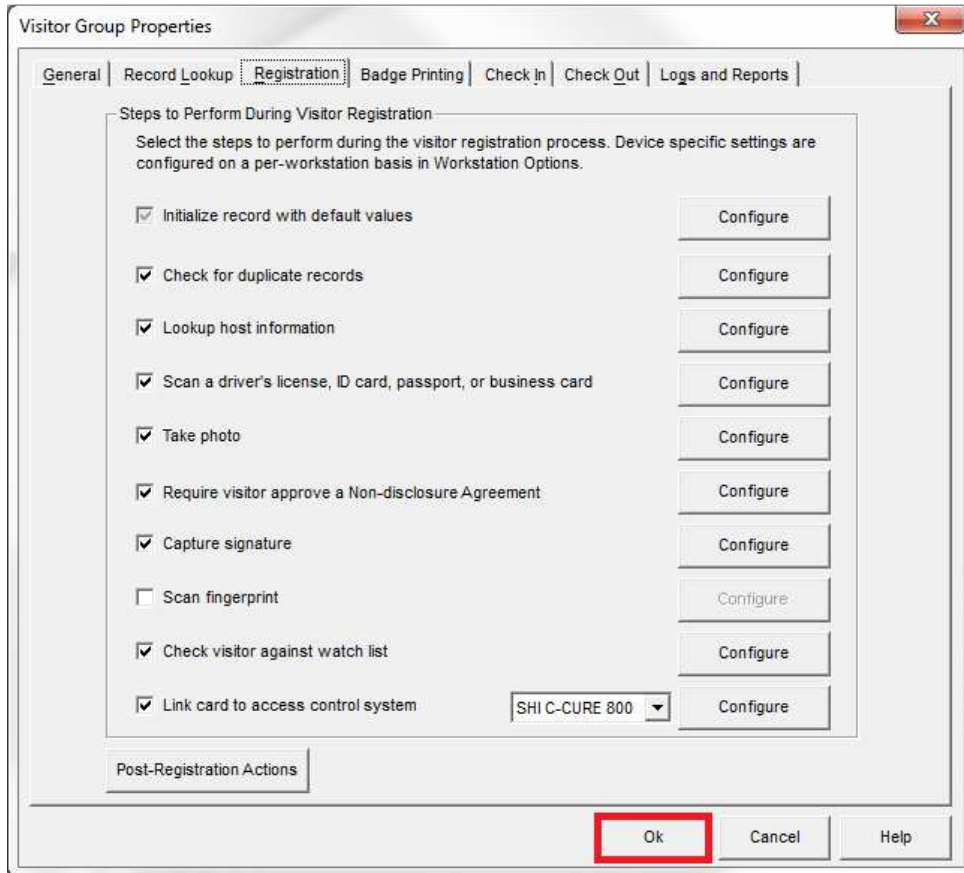 Visitor Group Properties
General Record Lookup Registration Badge Printing Check In Check Out Logs and Reports
Steps to Perform During Visitor Registration
Select the steps to perform during the visitor registration process. Device specific settings are
configured on a per-workstation basis in Workstation Options.
Initialize record with default values Configure
Check for duplicate records Configure
Lookup host information Configure
Scan a driver's license, ID card, passport, or business card Configure
Take photo Configure
Require visitor approve a Non-disclosure Agreement Configure
Capture signature Configure
Scan fingerprint Configure
Check visitor against watch list Configure
Link card to access control system SHI C-CURE 800 Configure
Post-Registration Actions
Ok Cancel Help